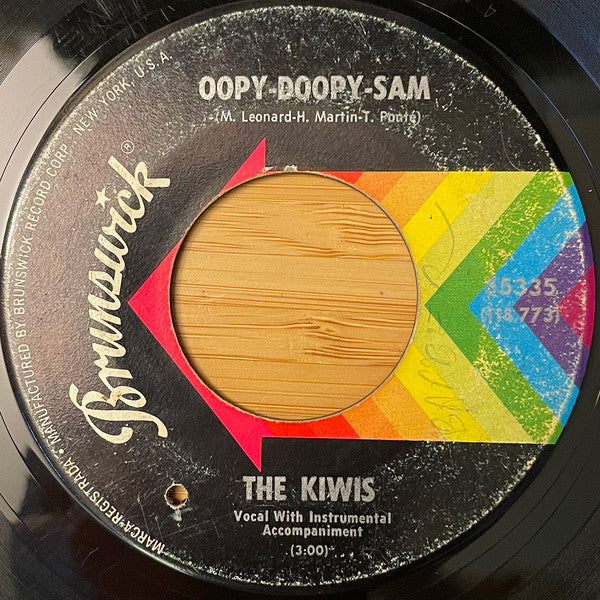 OOPY-DOOPY-SAM
(M. Leonard-H. Martin-T. Ponté)
Brunswick®
MARCA REGISTRADA • MANUFACTURED BY BRUNSWICK RECORD CORP. NEW YORK, U.S.A.
55335
(118,773)
THE KIWIS
Vocal With Instrumental
Accompaniment
(3:00)